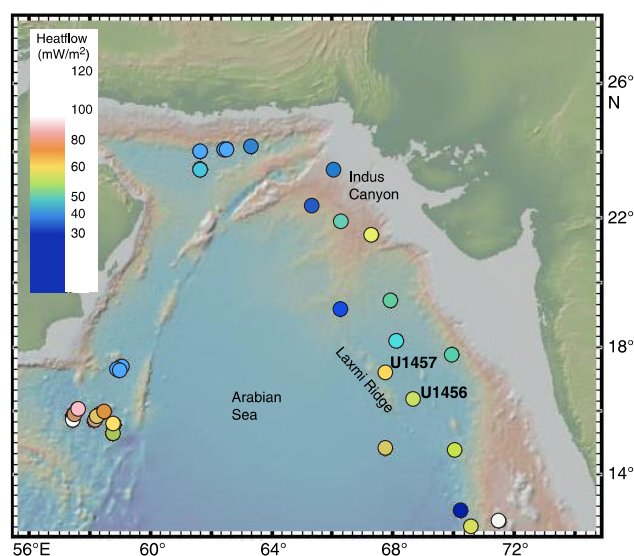 Heatflow
(mW/m²)
120
100
80
60
50
40
30
26°
N
22°
18°
14°
Indus
Canyon
U1457
Laxmi Ridge
U1456
Arabian
Sea
56°E
60°
64°
68°
72°